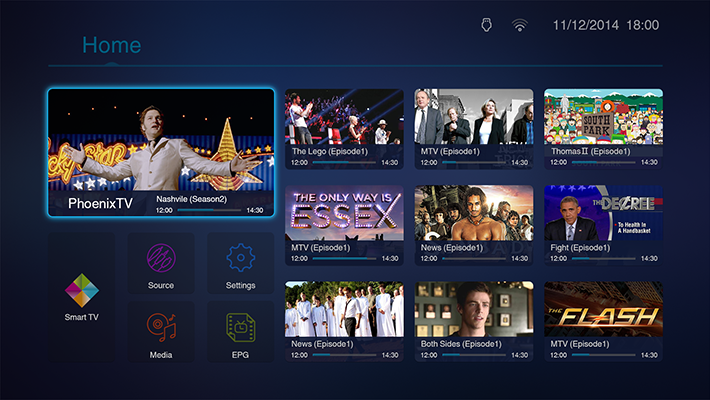 11/12/2014 18:00
Home
PhoenixTV
Nashvile (Season2)
12:00 14:30
The Lego (Episode1)
12:00 14:30
MTV (Episode1)
12:00 14:30
SOUTH
PARK
Thomas II (Episode1)
12:00 14:30
THE ONLY WAY IS
ESSEX
MTV (Episode1)
12:00 14:30
News (Episode1)
12:00 14:30
THE DECREE
To Health In
A Handbasket
Fight (Episode1)
12:00 14:30
Smart TV
Source
Settings
Media
EPG
News (Episode1)
12:00 14:30
Both Sides (Episode1)
12:00 14:30
THE
FLASH
MTV (Episode1)
12:00 14:30